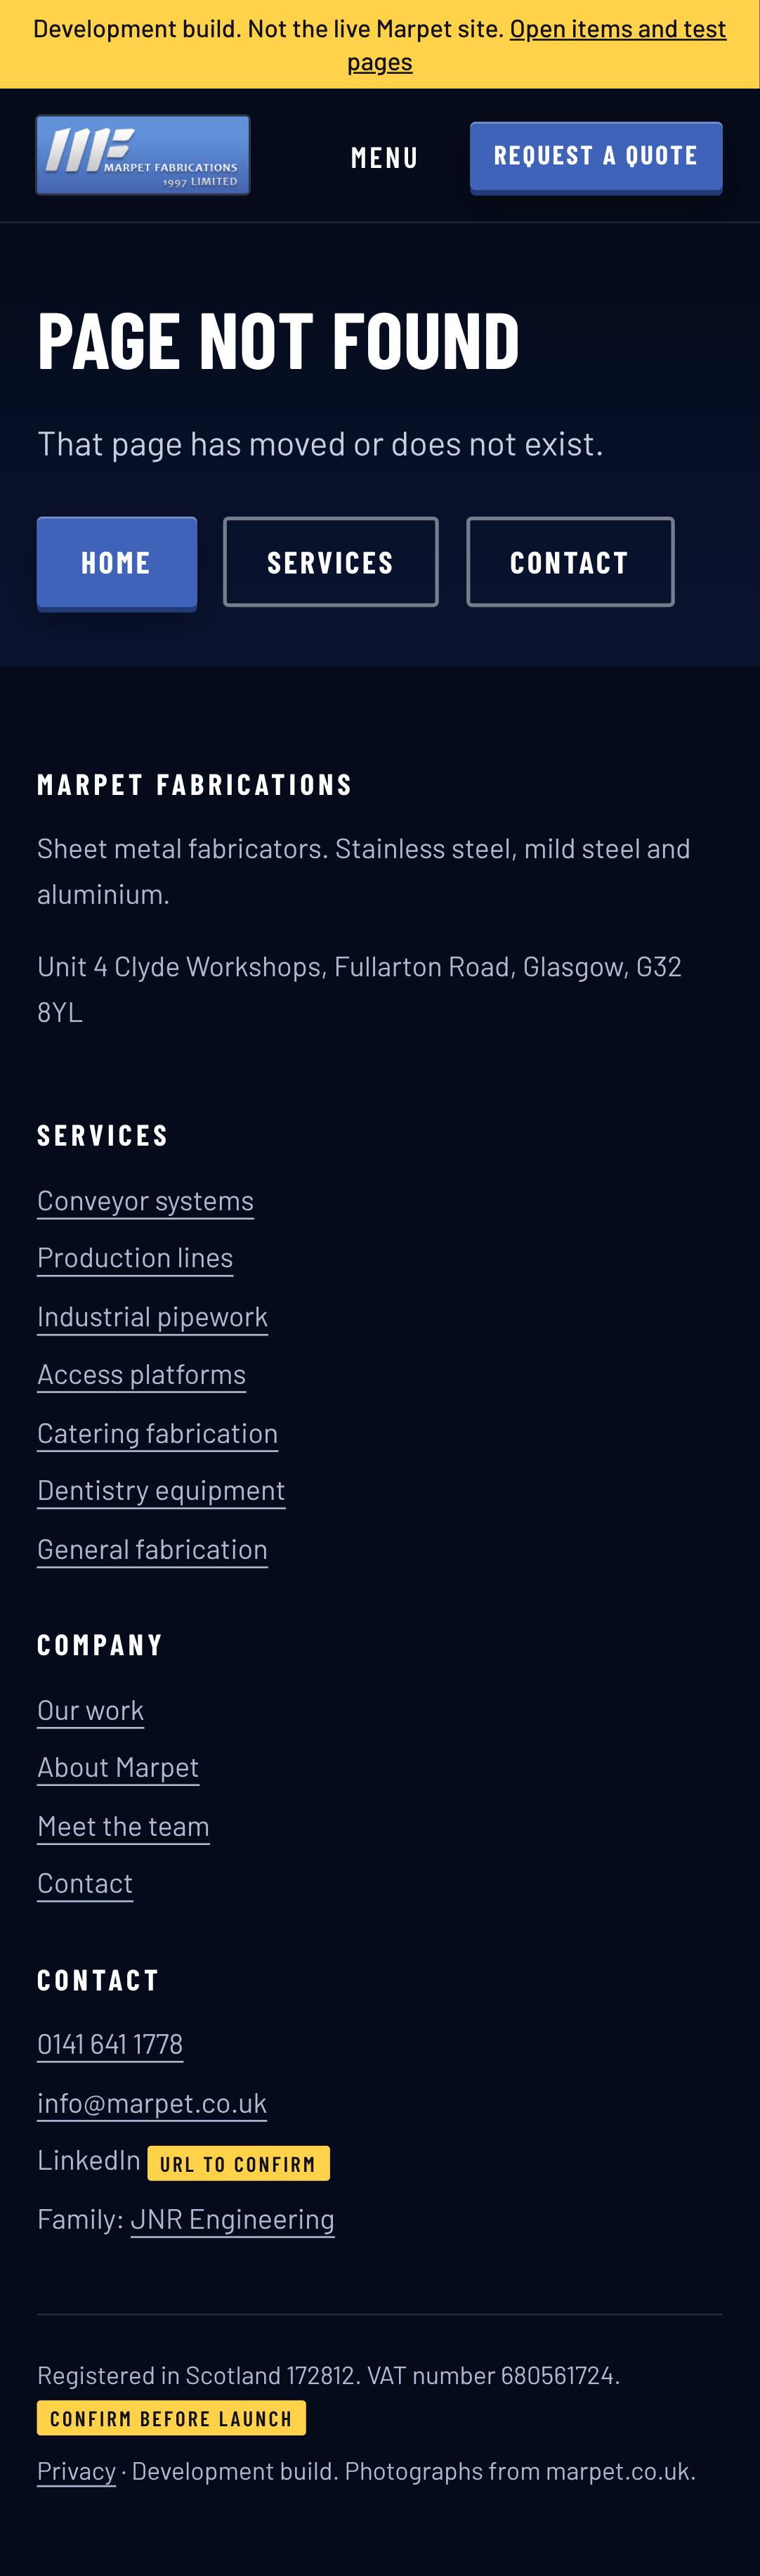 Development build. Not the live Marpet site. Open items and test
pages
MF
MARPET FABRICATIONS
1997 LIMITED
MENU
REQUEST A QUOTE
PAGE NOT FOUND
That page has moved or does not exist.
HOME
SERVICES
CONTACT
MARPET FABRICATIONS
Sheet metal fabricators. Stainless steel, mild steel and
aluminium.
Unit 4 Clyde Workshops, Fullarton Road, Glasgow, G32
8YL
SERVICES
Conveyor systems
Production lines
Industrial pipework
Access platforms
Catering fabrication
Dentistry equipment
General fabrication
COMPANY
Our work
About Marpet
Meet the team
Contact
CONTACT
0141 641 1778
info@marpet.co.uk
LinkedIn URL TO CONFIRM
Family: JNR Engineering
Registered in Scotland 172812. VAT number 680561724.
CONFIRM BEFORE LAUNCH
Privacy · Development build. Photographs from marpet.co.uk.